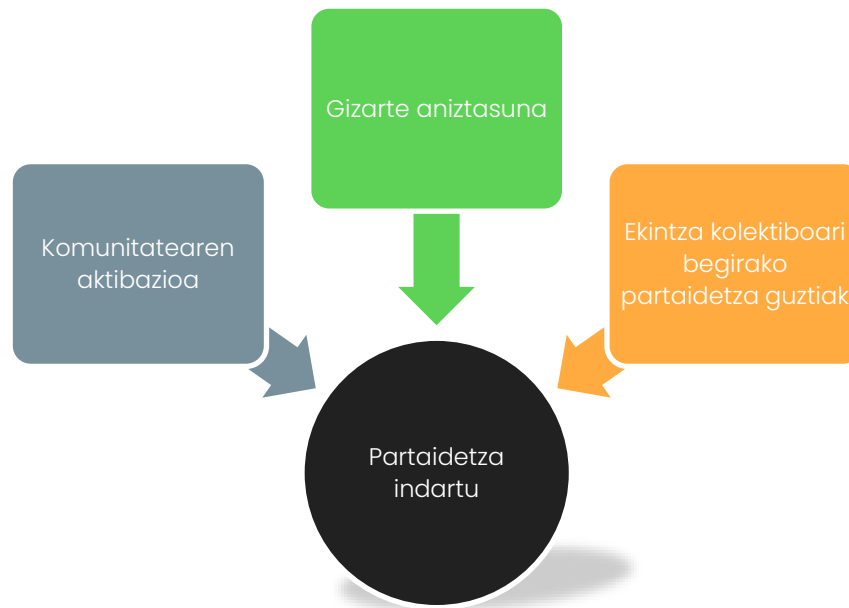 Gizarte aniztasuna
Komunitatearen
aktibazioa
Ekintza kolektiboari
begirako
partaidetza guztiak
Partaidetza
indartu